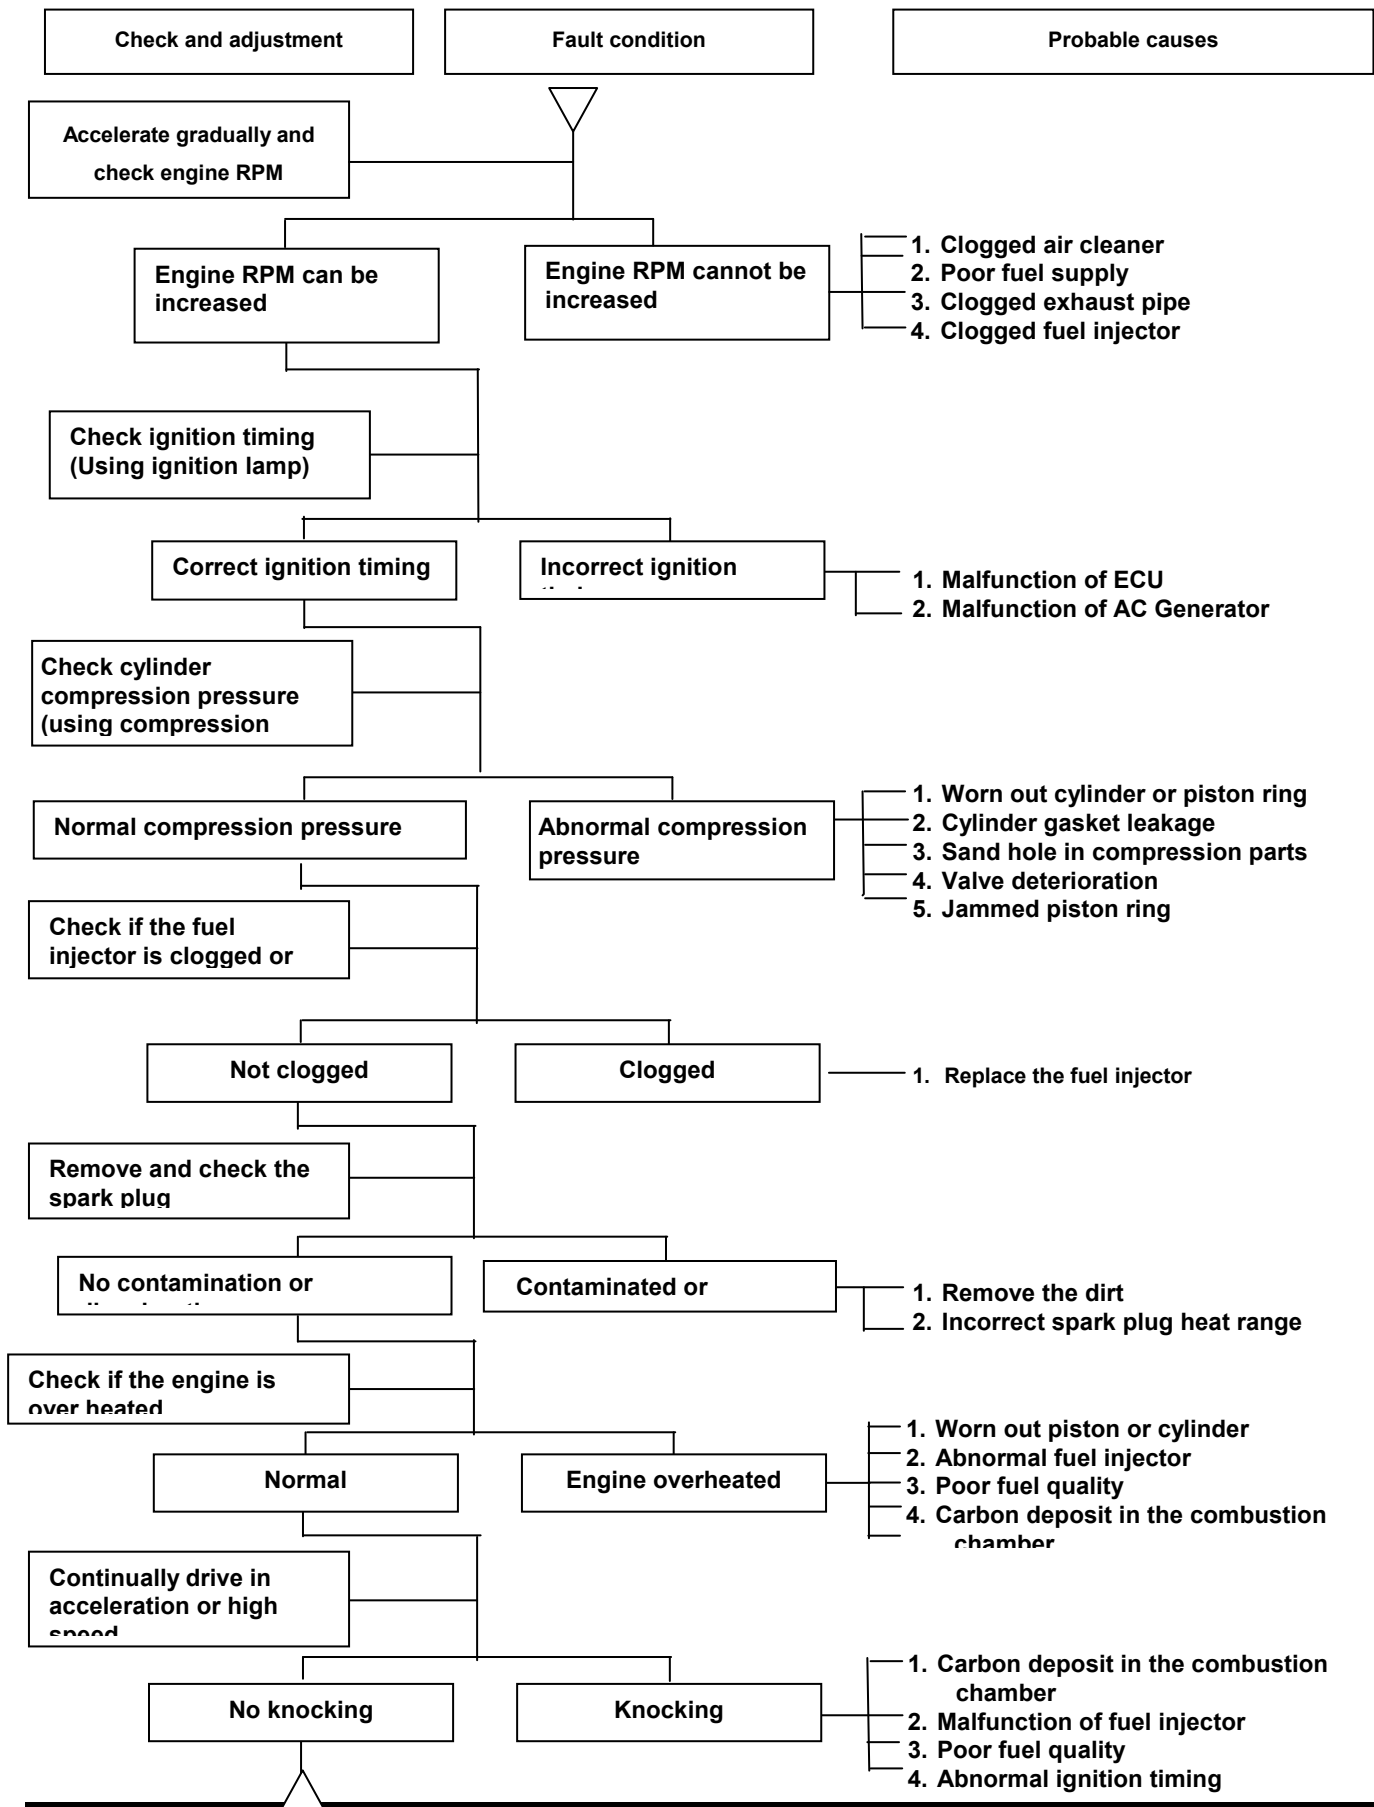 Check and adjustment
Fault condition
Probable causes
Accelerate gradually and
check engine RPM
Engine RPM can be
increased
Engine RPM cannot be
increased
1. Clogged air cleaner
2. Poor fuel supply
3. Clogged exhaust pipe
4. Clogged fuel injector
Check ignition timing
(Using ignition lamp)
Correct ignition timing
Incorrect ignition
1. Malfunction of ECU
2. Malfunction of AC Generator
Check cylinder
compression pressure
(using compression
Normal compression pressure
Abnormal compression
pressure
1. Worn out cylinder or piston ring
2. Cylinder gasket leakage
3. Sand hole in compression parts
4. Valve deterioration
5. Jammed piston ring
Check if the fuel
injector is clogged or
Not clogged
Clogged
1. Replace the fuel injector
Remove and check the
spark plug
No contamination or
Contaminated or
1. Remove the dirt
2. Incorrect spark plug heat range
Check if the engine is
over heated
Normal
Engine overheated
1. Worn out piston or cylinder
2. Abnormal fuel injector
3. Poor fuel quality
4. Carbon deposit in the combustion
chamber
Continually drive in
acceleration or high
speed
No knocking
Knocking
1. Carbon deposit in the combustion
chamber
2. Malfunction of fuel injector
3. Poor fuel quality
4. Abnormal ignition timing